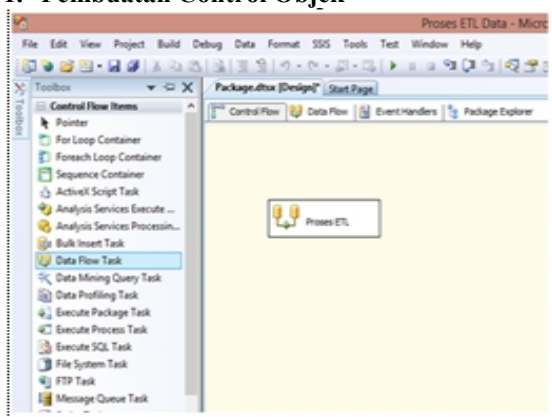 1. Pembuatan Control Objek
Proses ETL Data - Micro
File Edit View Project Build Debug Data Format SSIS Tools Test Window Help
Toolbox
Package.dtsx [Design]* Start Page
Toolbox
Control Flow Data Flow Event Handlers Package Explorer
Control Flow Items
Pointer
For Loop Container
Foreach Loop Container
Sequence Container
ActiveX Script Task
Analysis Services Execute ...
Analysis Services Processin...
Bulk Insert Task
Data Flow Task
Data Mining Query Task
Data Profiling Task
Execute Package Task
Execute Process Task
Execute SQL Task
File System Task
FTP Task
Message Queue Task
Proses ETL